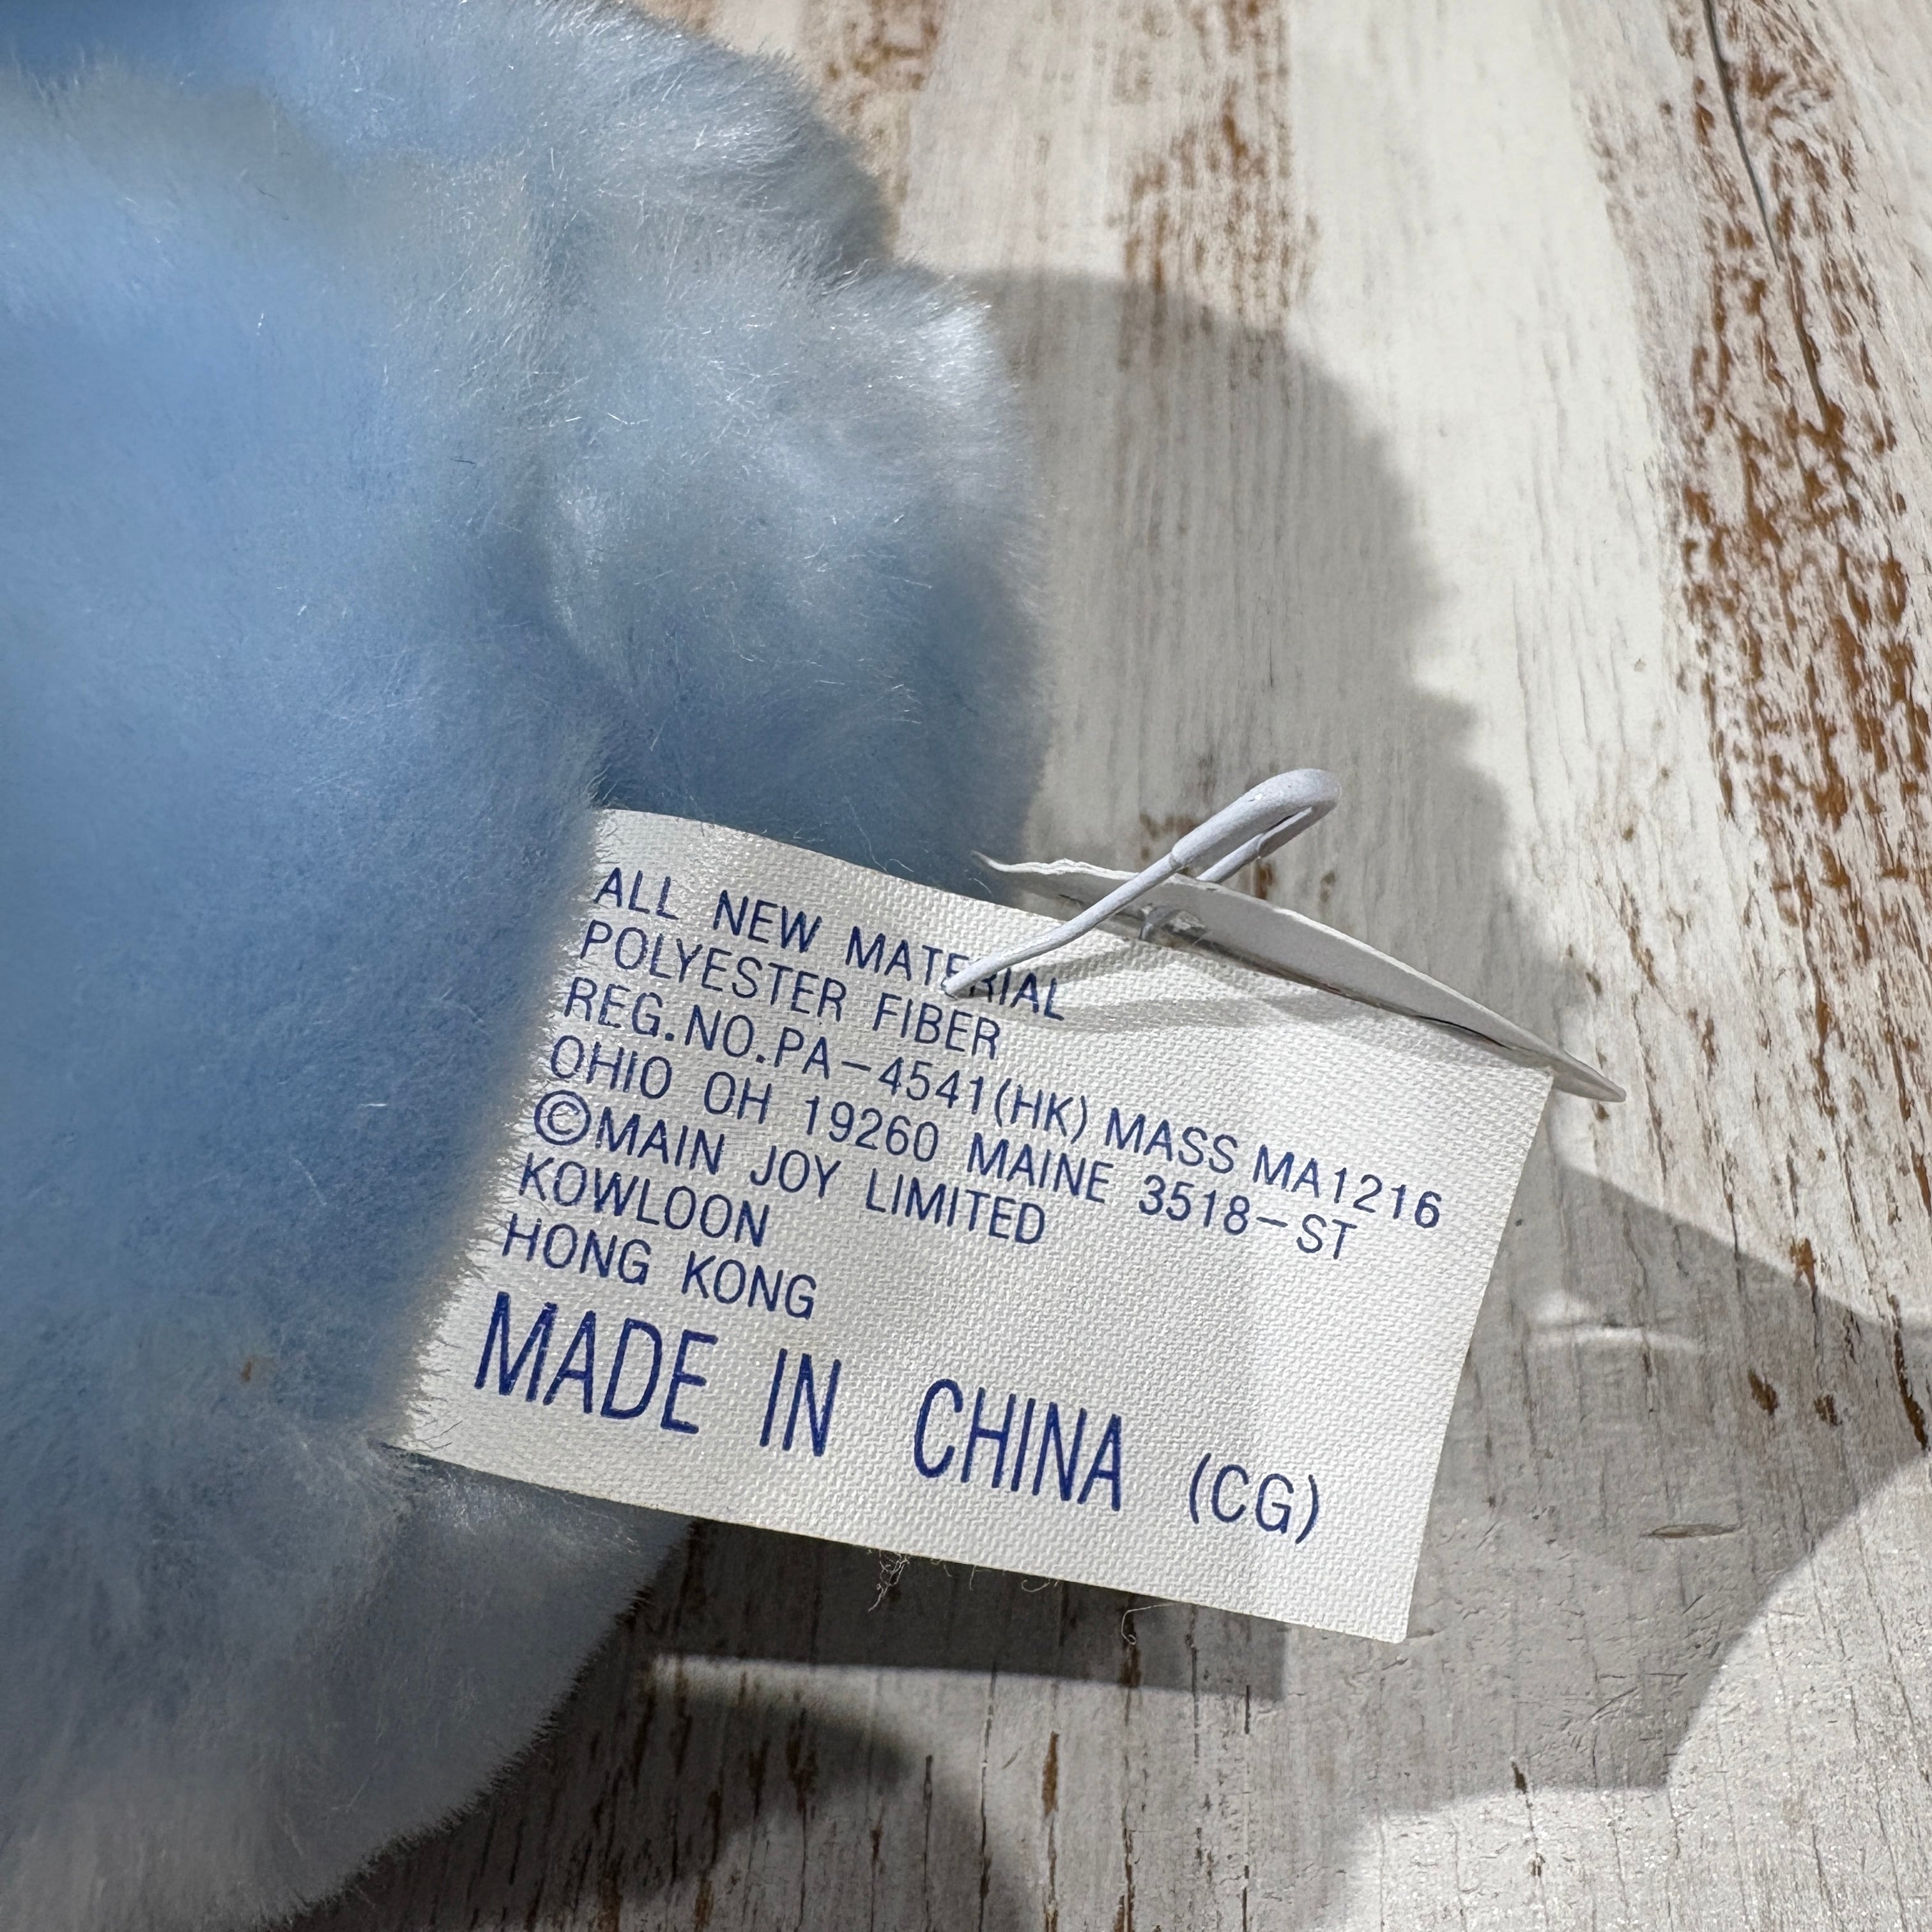 ALL NEW MATERIAL
POLYESTER FIBER
REG.NO.PA-4541(HK) MASS MA1216
OHIO OH 19260 MAINE 3518-ST
©MAIN JOY LIMITED
KOWLOON
HONG KONG
MADE IN CHINA (CG)